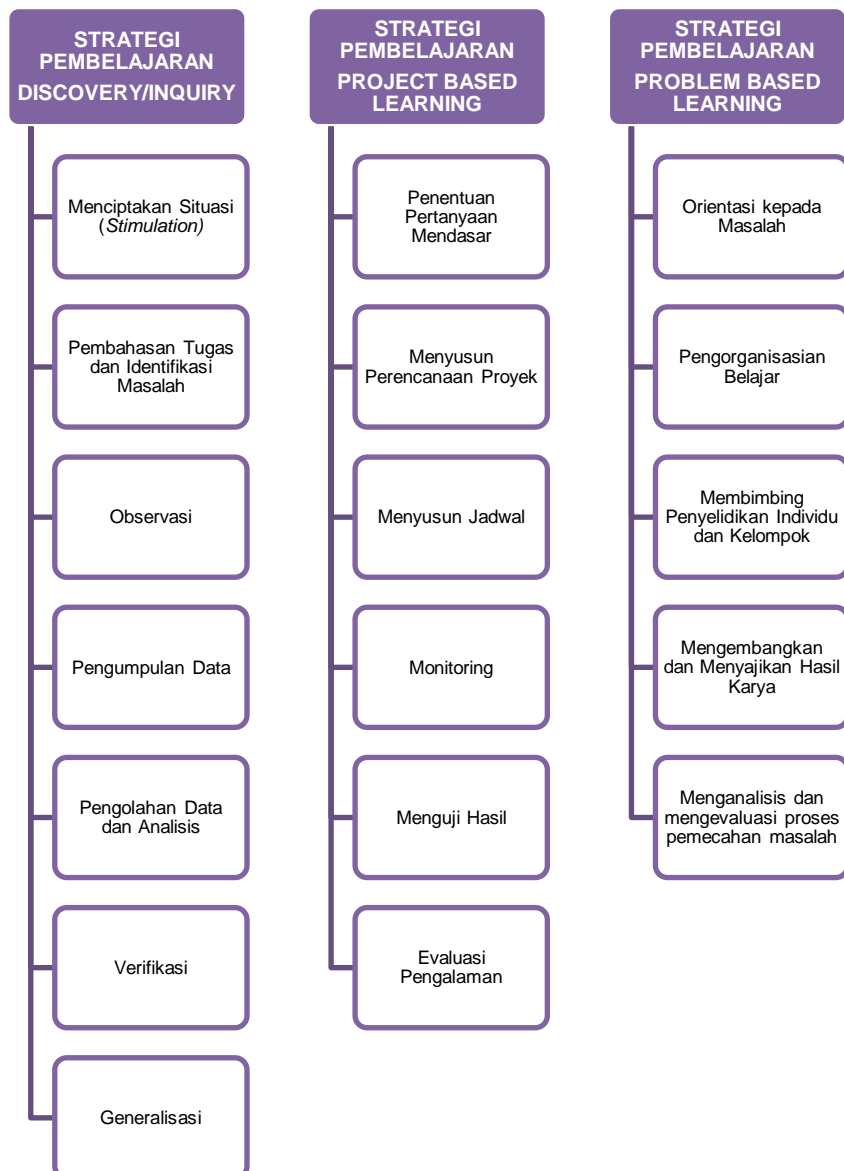 STRATEGI
PEMBELAJARAN
DISCOVERY/INQUIRY
Menciptakan Situasi
(Stimulation)
Pembahasan Tugas
dan Identifikasi
Masalah
Observasi
Pengumpulan Data
Pengolahan Data
dan Analisis
Verifikasi
Generalisasi
STRATEGI
PEMBELAJARAN
PROJECT BASED
LEARNING
Penentuan
Pertanyaan
Mendasar
Menyusun
Perencanaan Proyek
Menyusun Jadwal
Monitoring
Menguji Hasil
Evaluasi
Pengalaman
STRATEGI
PEMBELAJARAN
PROBLEM BASED
LEARNING
Orientasi kepada
Masalah
Pengorganisasian
Belajar
Membimbing
Penyelidikan Individu
dan Kelompok
Mengembangkan
dan Menyajikan Hasil
Karya
Menganalisis dan
mengevaluasi proses
pemecahan masalah